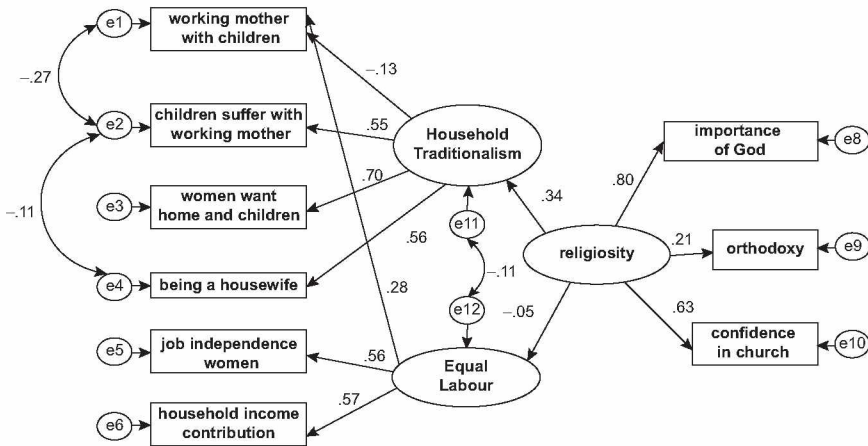 e1
working mother
with children
–.13
–.27
e2
children suffer with
working mother
.55
Household
Traditionalism
importance
of God
e8
.70
.34
.80
e3
women want
home and children
–.11
e11
.56
religiosity
.21
orthodoxy
e9
–.11
e4
being a housewife
.28
e12
–.05
.63
e5
job independence
women
.56
Equal
Labour
confidence
in church
e10
.57
e6
household income
contribution